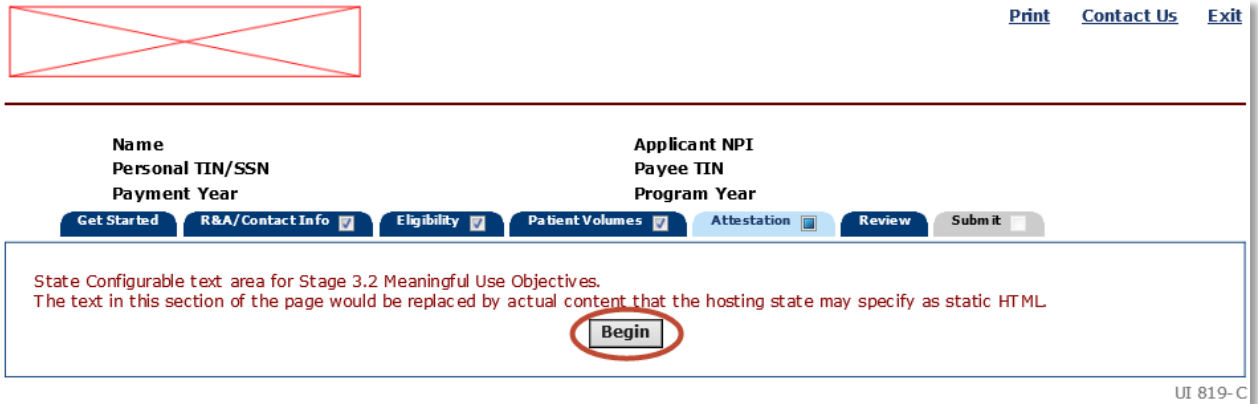 Print Contact Us Exit
Name Applicant NPI
Personal TIN/SSN Payee TIN
Payment Year Program Year
Get Started R&A/Contact Info Eligibility Patient Volumes Attestation Review Submit
State Configurable text area for Stage 3.2 Meaningful Use Objectives.
The text in this section of the page would be replaced by actual content that the hosting state may specify as static HTML.
Begin
UI 819-C